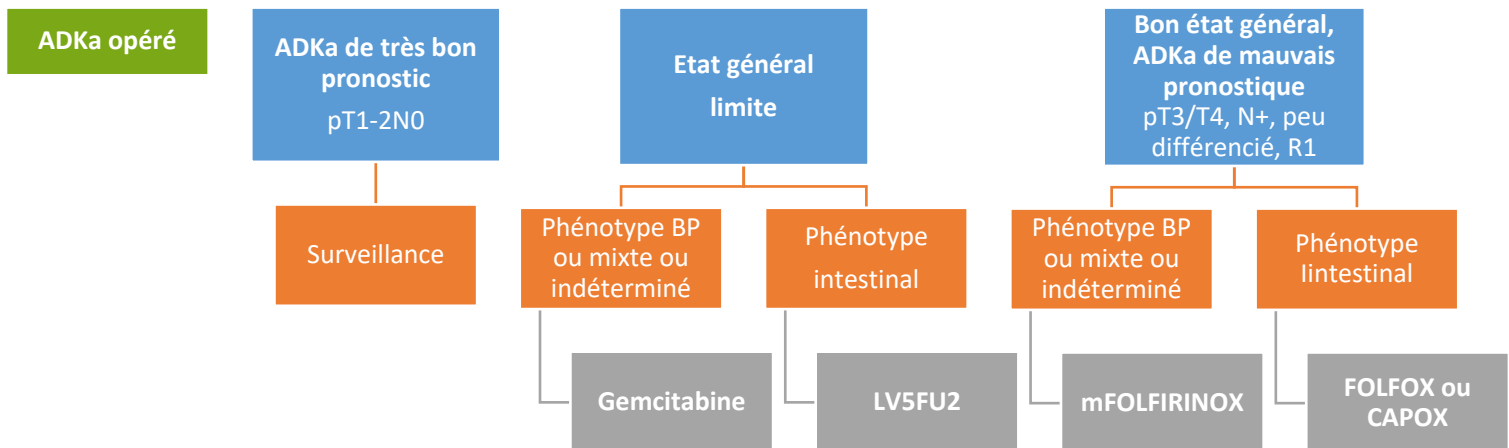 ADKa opéré
ADKa de très bon
pronostic
pT1-2N0
Etat général
limite
Bon état général,
ADKa de mauvais
pronostique
pT3/T4, N+, peu
différencié, R1
Surveillance
Phénotype BP
ou mixte ou
indéterminé
Phénotype
intestinal
Phénotype BP
ou mixte ou
indéterminé
Phénotype
Iintestinal
Gemcitabine
LV5FU2
mFOLFIRINOX
FOLFOX ou
CAPOX